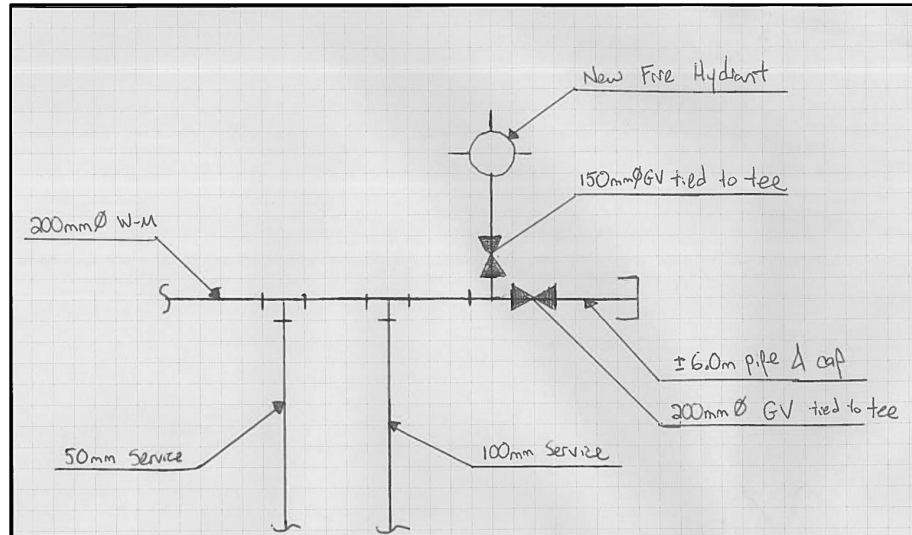 New Fire Hydrant
150mmØ GV tied to tee
200mmØ W-M
±6.0m pipe & cap
200mmØ GV tied to tee
50mm Service
100mm Service